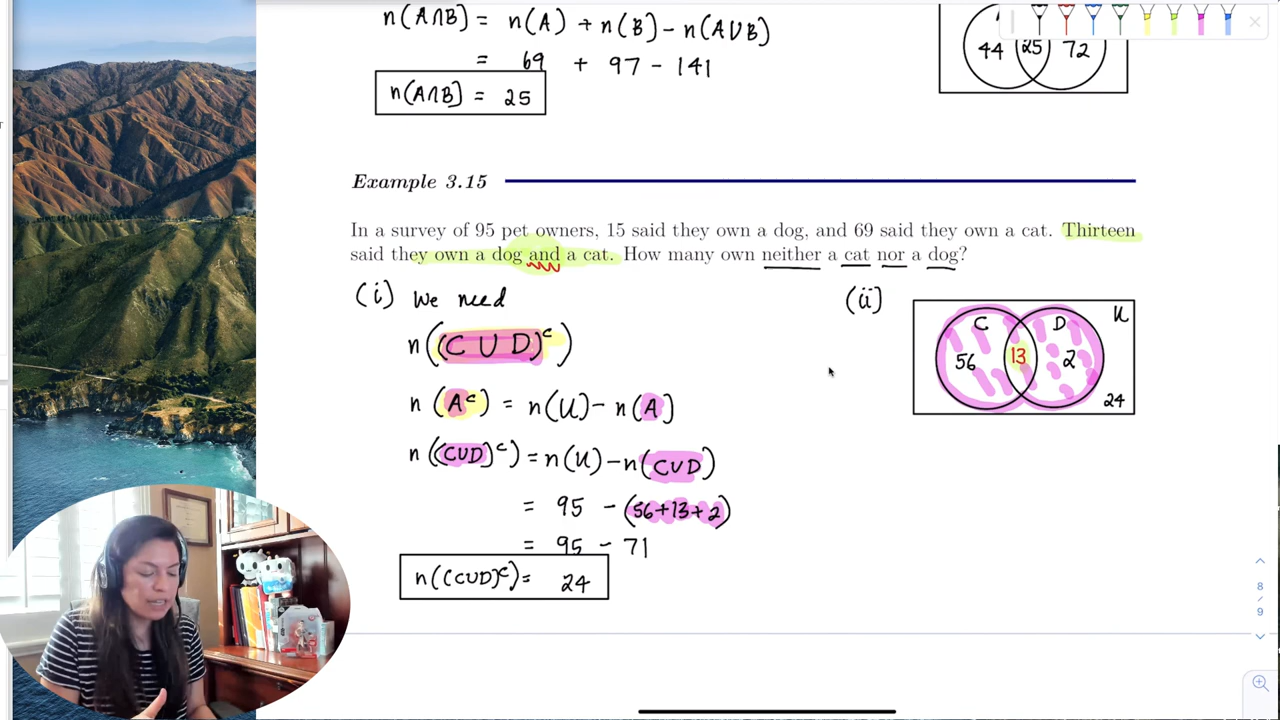 n(A∩B) = n(A) + n(B) - n(A∪B)
= 69 + 97 - 141
n(A∩B) = 25
44 25 72
Example 3.15
In a survey of 95 pet owners, 15 said they own a dog, and 69 said they own a cat. Thirteen
said they own a dog and a cat. How many own neither a cat nor a dog?
(i) We need
n((C ∪ D)ᶜ)
n(Aᶜ) = n(U) - n(A)
n((C∪D)ᶜ) = n(U) - n(C∪D)
= 95 - (56+13+2)
= 95 - 71
n((C∪D)ᶜ) = 24
(ii)
C D U
56 13 2
24
8
/
9